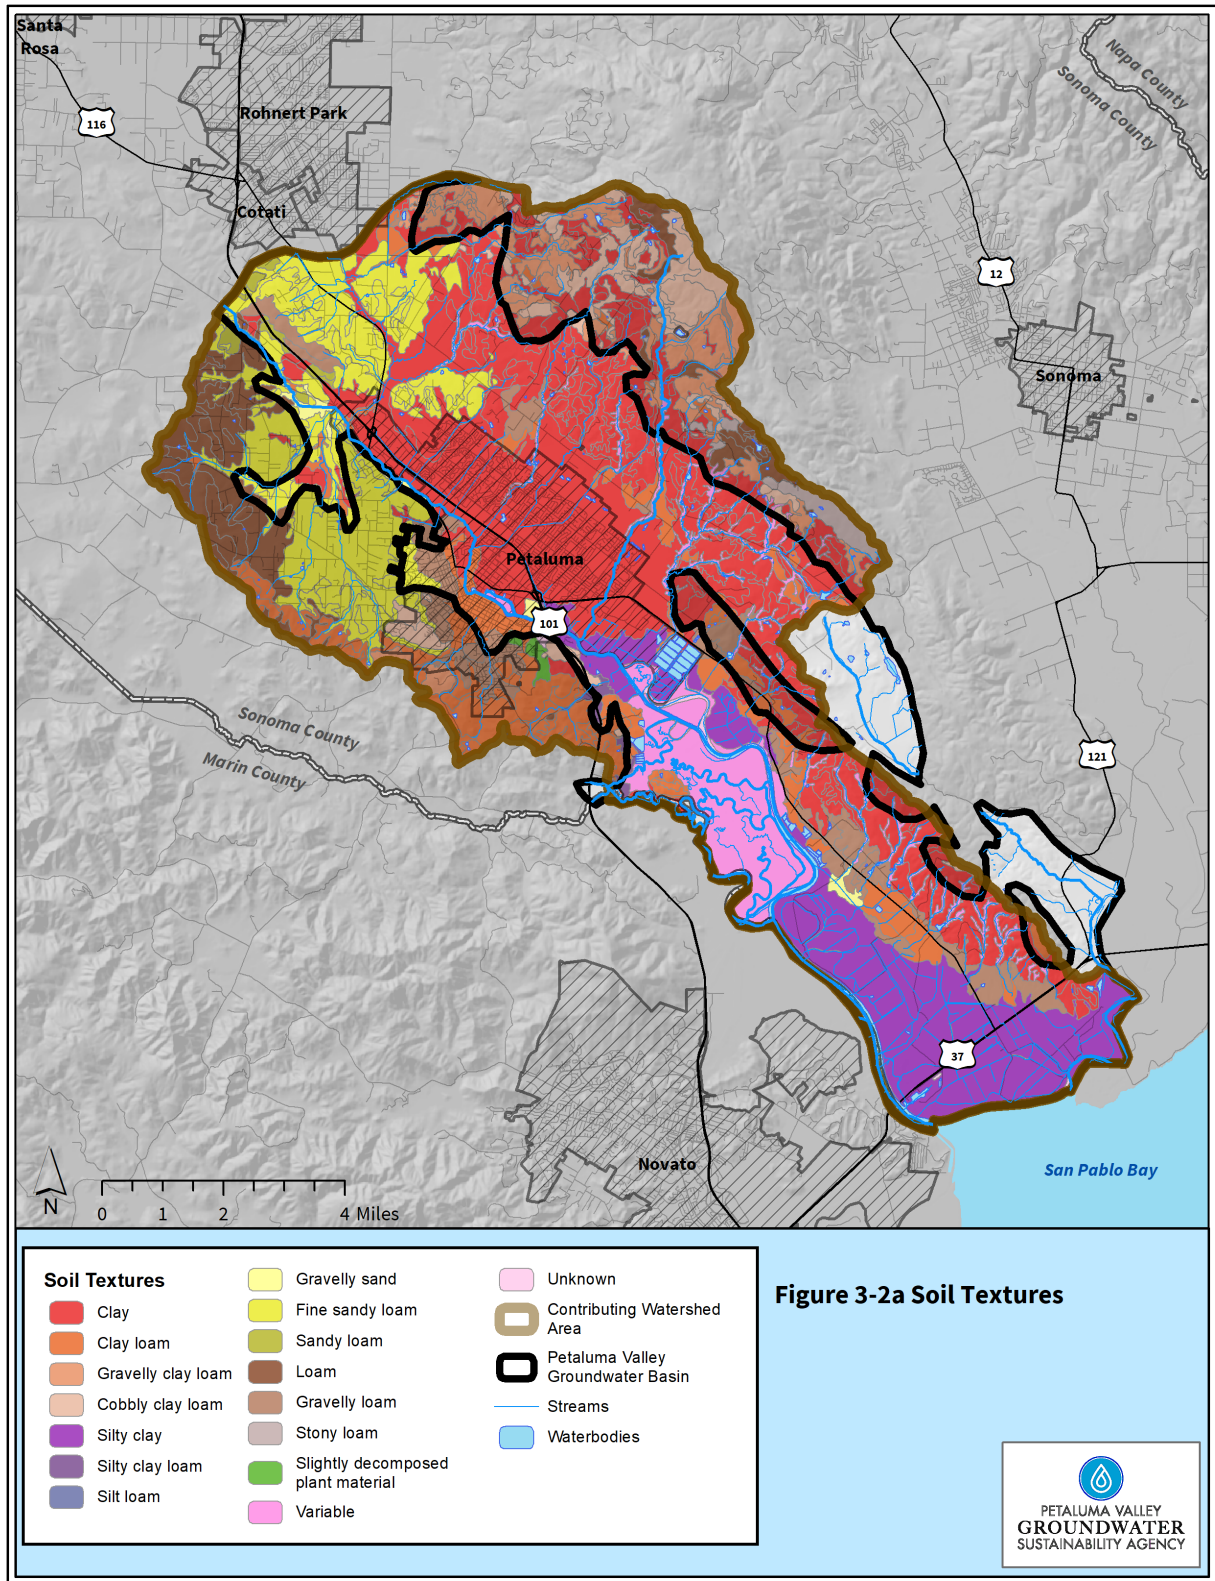 Santa
Rosa
Napa County
Sonoma County
Rohnert Park
116
Cotati
12
Sonoma
Petaluma
101
Sonoma County
Marin County
121
37
Novato
San Pablo Bay
N
0 1 2 4 Miles
Soil Textures
Clay
Clay loam
Gravelly clay loam
Cobbly clay loam
Silty clay
Silty clay loam
Silt loam
Gravelly sand
Fine sandy loam
Sandy loam
Loam
Gravelly loam
Stony loam
Slightly decomposed
plant material
Variable
Unknown
Contributing Watershed
Area
Petaluma Valley
Groundwater Basin
Streams
Waterbodies
Figure 3-2a Soil Textures
PETALUMA VALLEY
GROUNDWATER
SUSTAINABILITY AGENCY